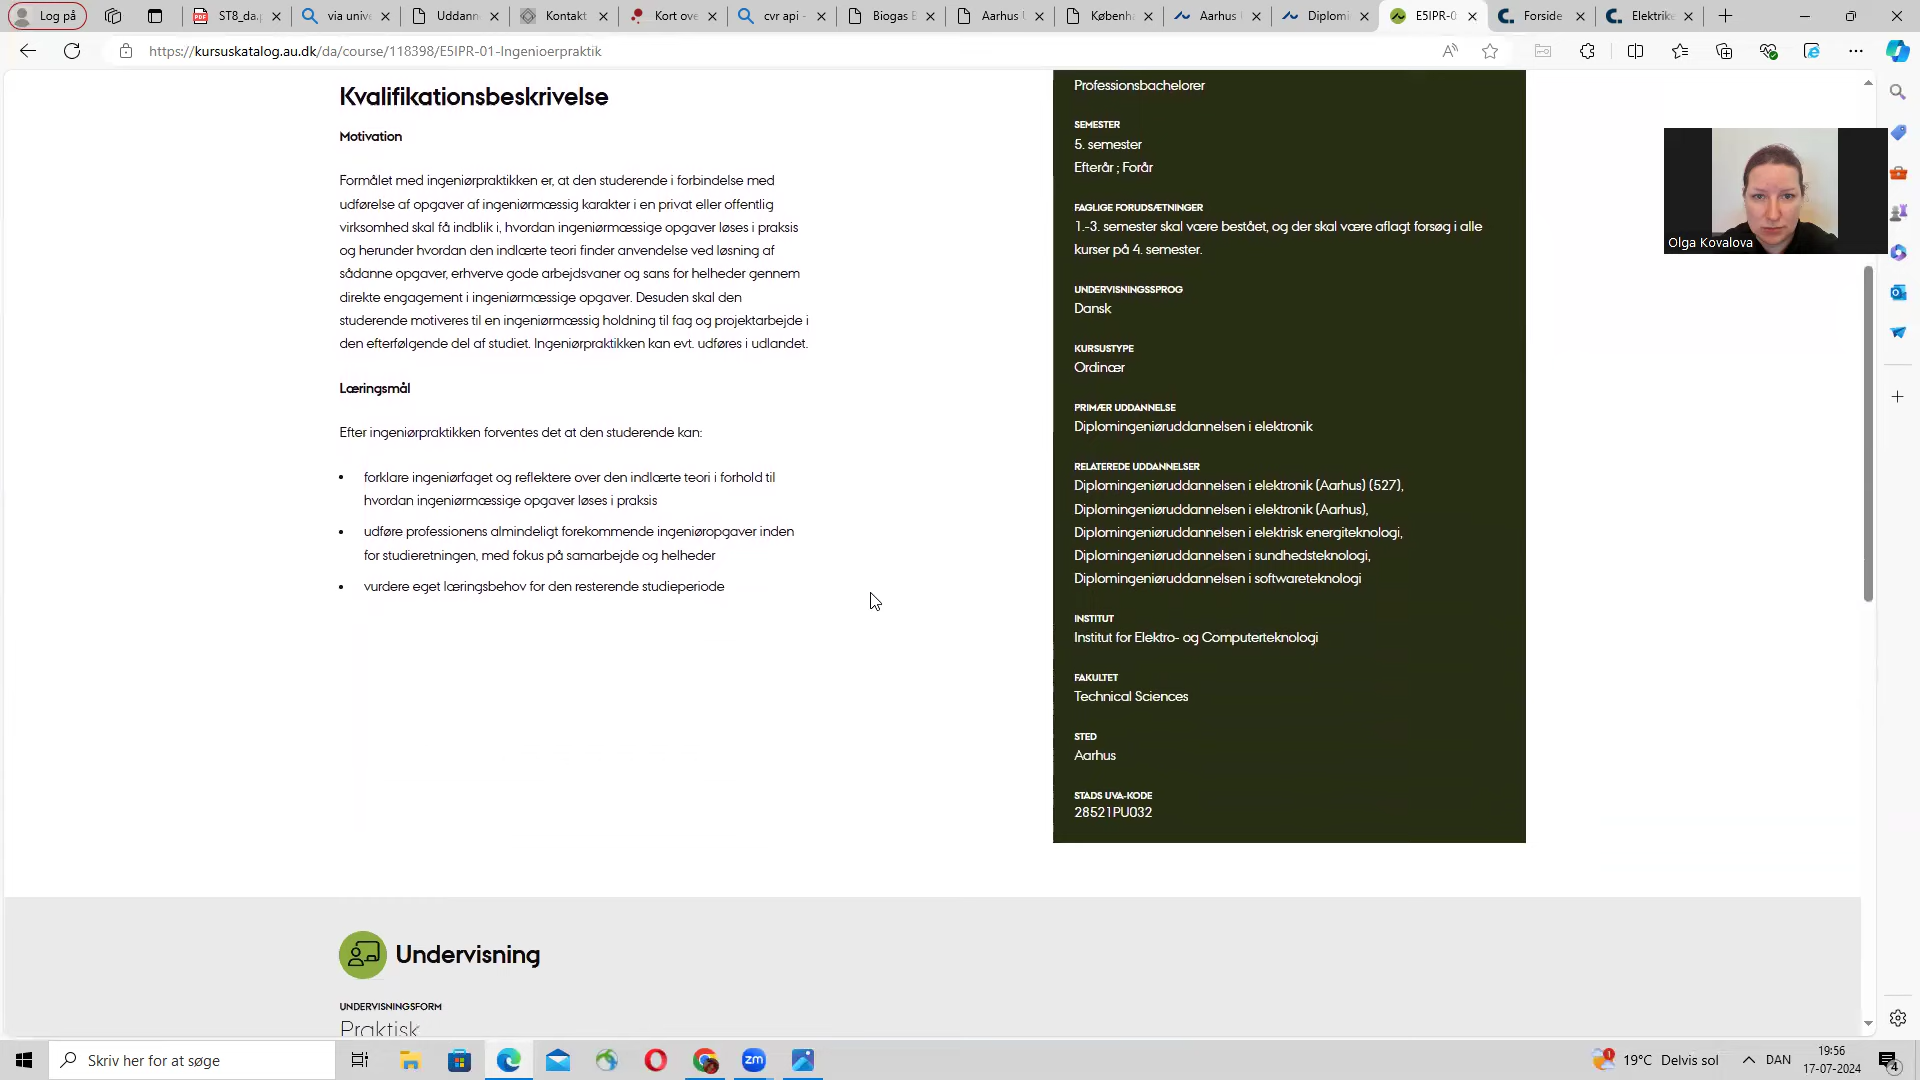 Log på
ST8_da.p
via unive
Uddann
Kontakt
Kort ove
cvr api -
Biogas B
Aarhus U
Københ
Aarhus
Diplomi
E5IPR-0
Forside
Elektrike
https://kursuskatalog.au.dk/da/course/118398/E5IPR-01-Ingenioerpraktik
Kvalifikationsbeskrivelse
Motivation
Formålet med ingeniørpraktikken er, at den studerende i forbindelse med
udførelse af opgaver af ingeniørmæssig karakter i en privat eller offentlig
virksomhed skal få indblik i, hvordan ingeniørmæssige opgaver løses i praksis
og herunder hvordan den indlærte teori finder anvendelse ved løsning af
sådanne opgaver, erhverve gode arbejdsvaner og sans for helheder gennem
direkte engagement i ingeniørmæssige opgaver. Desuden skal den
studerende motiveres til en ingeniørmæssig holdning til fag og projektarbejde i
den efterfølgende del af studiet. Ingeniørpraktikken kan evt. udføres i udlandet.
Læringsmål
Efter ingeniørpraktikken forventes det at den studerende kan:
• forklare ingeniørfaget og reflektere over den indlærte teori i forhold til
hvordan ingeniørmæssige opgaver løses i praksis
• udføre professionens almindeligt forekommende ingeniøropgaver inden
for studieretningen, med fokus på samarbejde og helheder
• vurdere eget læringsbehov for den resterende studieperiode
Professionsbachelorer
SEMESTER
5. semester
Efterår ; Forår
FAGLIGE FORUDSÆTNINGER
1.-3. semester skal være bestået, og der skal være aflagt forsøg i alle
kurser på 4. semester.
UNDERVISNINGSSPROG
Dansk
KURSUSTYPE
Ordinær
PRIMÆR UDDANNELSE
Diplomingeniøruddannelsen i elektronik
RELATEREDE UDDANNELSER
Diplomingeniøruddannelsen i elektronik (Aarhus) (527),
Diplomingeniøruddannelsen i elektronik (Aarhus),
Diplomingeniøruddannelsen i elektrisk energiteknologi,
Diplomingeniøruddannelsen i sundhedsteknologi,
Diplomingeniøruddannelsen i softwareteknologi
INSTITUT
Institut for Elektro- og Computerteknologi
FAKULTET
Technical Sciences
STED
Aarhus
STADS UVA-KODE
28521PU032
Olga Kovalova
Undervisning
UNDERVISNINGSFORM
Praktisk
Skriv her for at søge
zm
1
19°C Delvis sol
DAN
19:56
17-07-2024
4